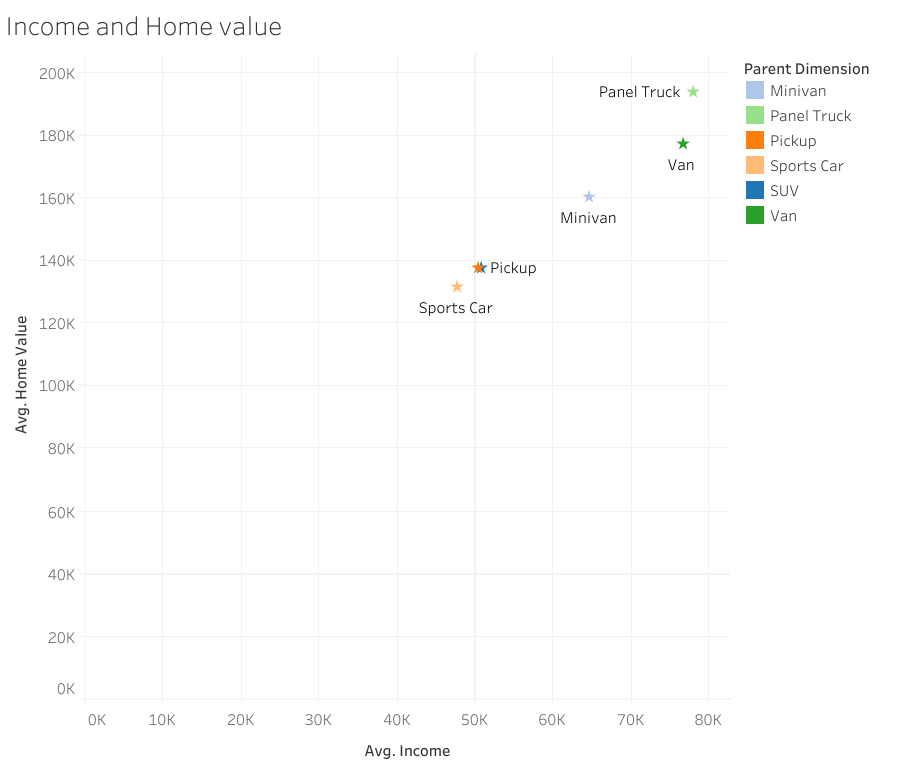 Income and Home value
200K
180K
160K
140K
120K
100K
80K
60K
40K
20K
0K
Avg. Home Value
Panel Truck
Van
Minivan
Pickup
Sports Car
0K
10K
20K
30K
40K
50K
60K
70K
80K
Avg. Income
Parent Dimension
Minivan
Panel Truck
Pickup
Sports Car
SUV
Van